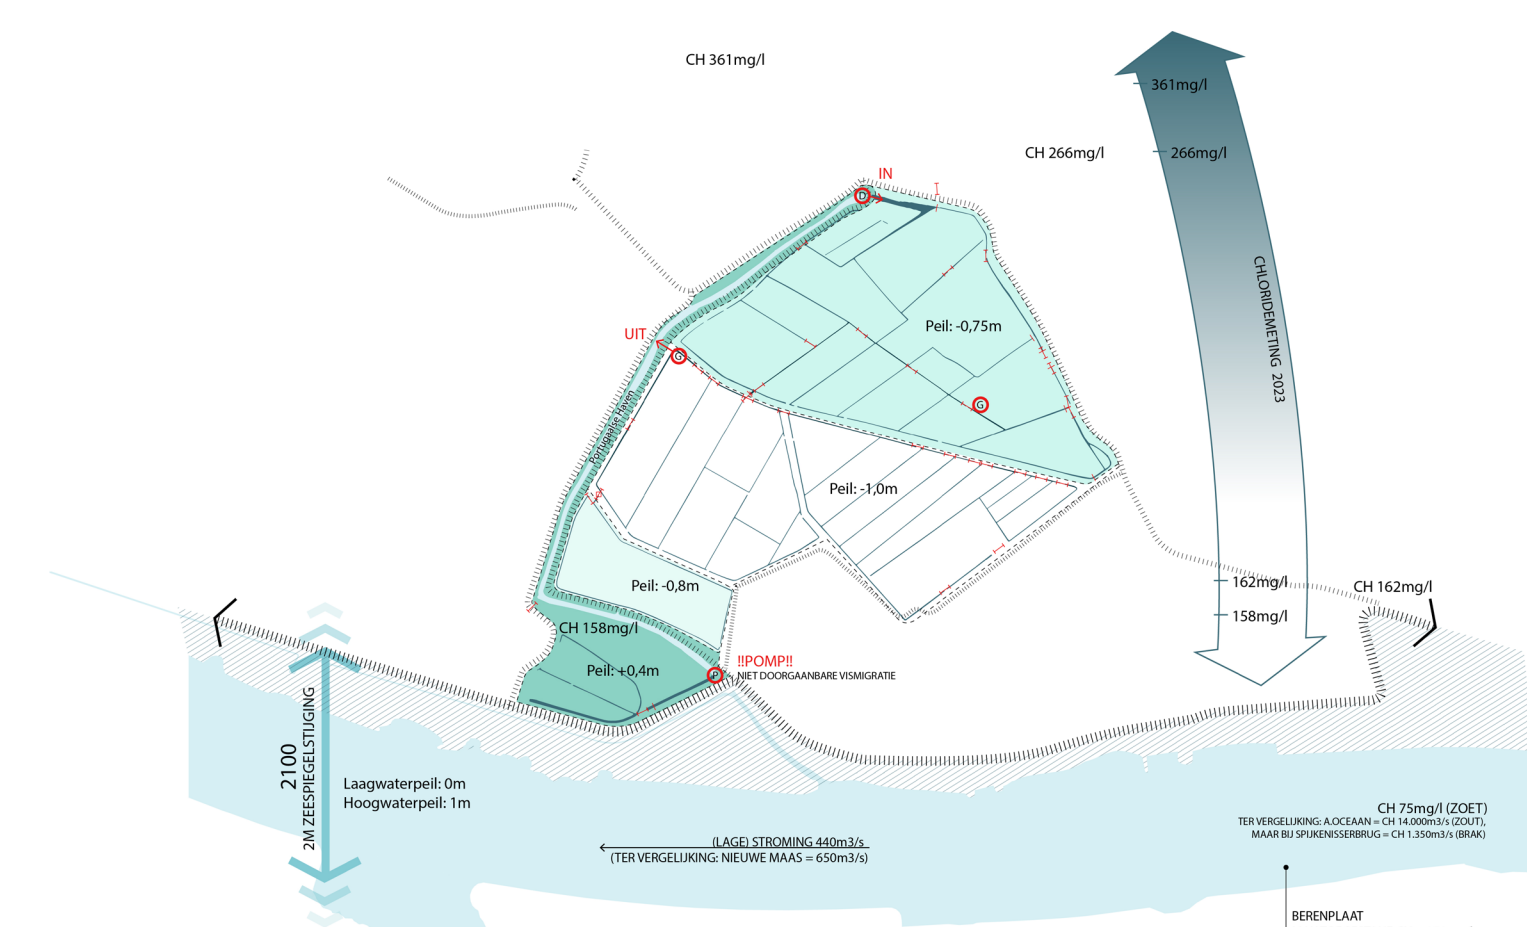 CH 361mg/l
361mg/l
CH 266mg/l
266mg/l
IN
D
Peil: -0,75m
UIT
G
G
CHLORIDEMETING 2023
Portugaalse Haven
Peil: -1,0m
Peil: -0,8m
162mg/l
CH 162mg/l
158mg/l
CH 158mg/l
Peil: +0,4m
!!POMP!!
P
NIET DOORGAANBARE VISMIGRATIE
2100
2M ZEESPIEGELSTIJGING
Laagwaterpeil: 0m
Hoogwaterpeil: 1m
CH 75mg/l (ZOET)
TER VERGELIJKING: A.OCEAAN = CH 14.000m3/s (ZOUT),
MAAR BIJ SPIJKENISSERBRUG = CH 1.350m3/s (BRAK)
(LAGE) STROMING 440m3/s
(TER VERGELIJKING: NIEUWE MAAS = 650m3/s)
BERENPLAAT